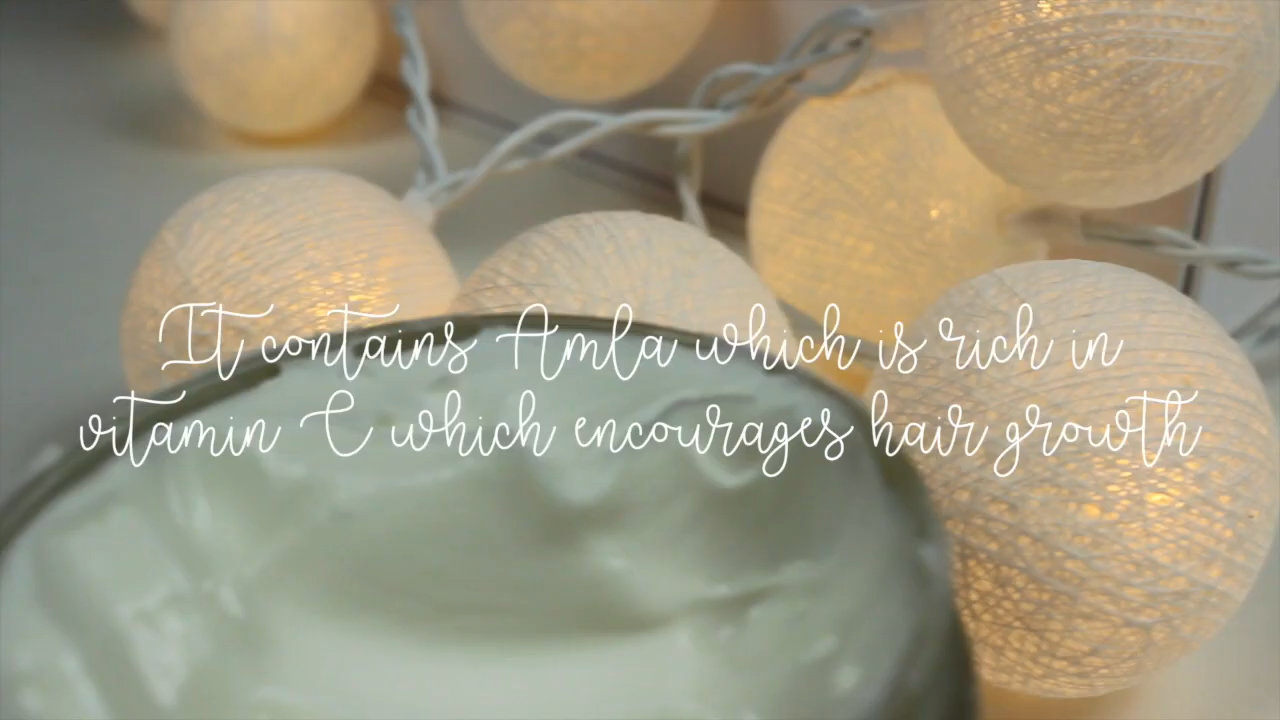 It contains Amla which is rich in
vitamin C which encourages hair growth